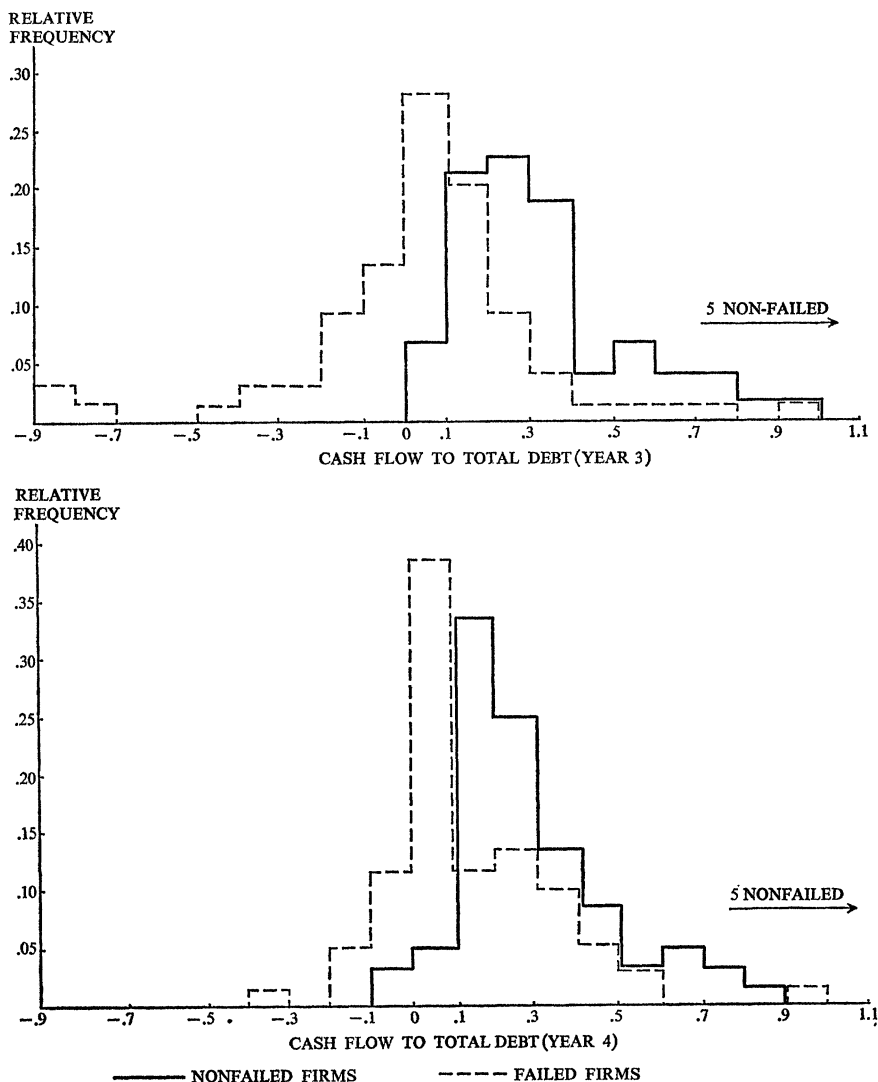 RELATIVE
FREQUENCY
.30
.25
.20
.15
.10
.05
5 NON-FAILED
-.9 -.7 -.5 -.3 -.1 0 .1 .3 .5 .7 .9 1.1
CASH FLOW TO TOTAL DEBT (YEAR 3)
RELATIVE
FREQUENCY
.40
.35
.30
.25
.20
.15
.10
.05
5 NONFAILED
-.9 -.7 -.5 -.3 -.1 0 .1 .3 .5 .7 .9 1.1
CASH FLOW TO TOTAL DEBT (YEAR 4)
NONFAILED FIRMS FAILED FIRMS